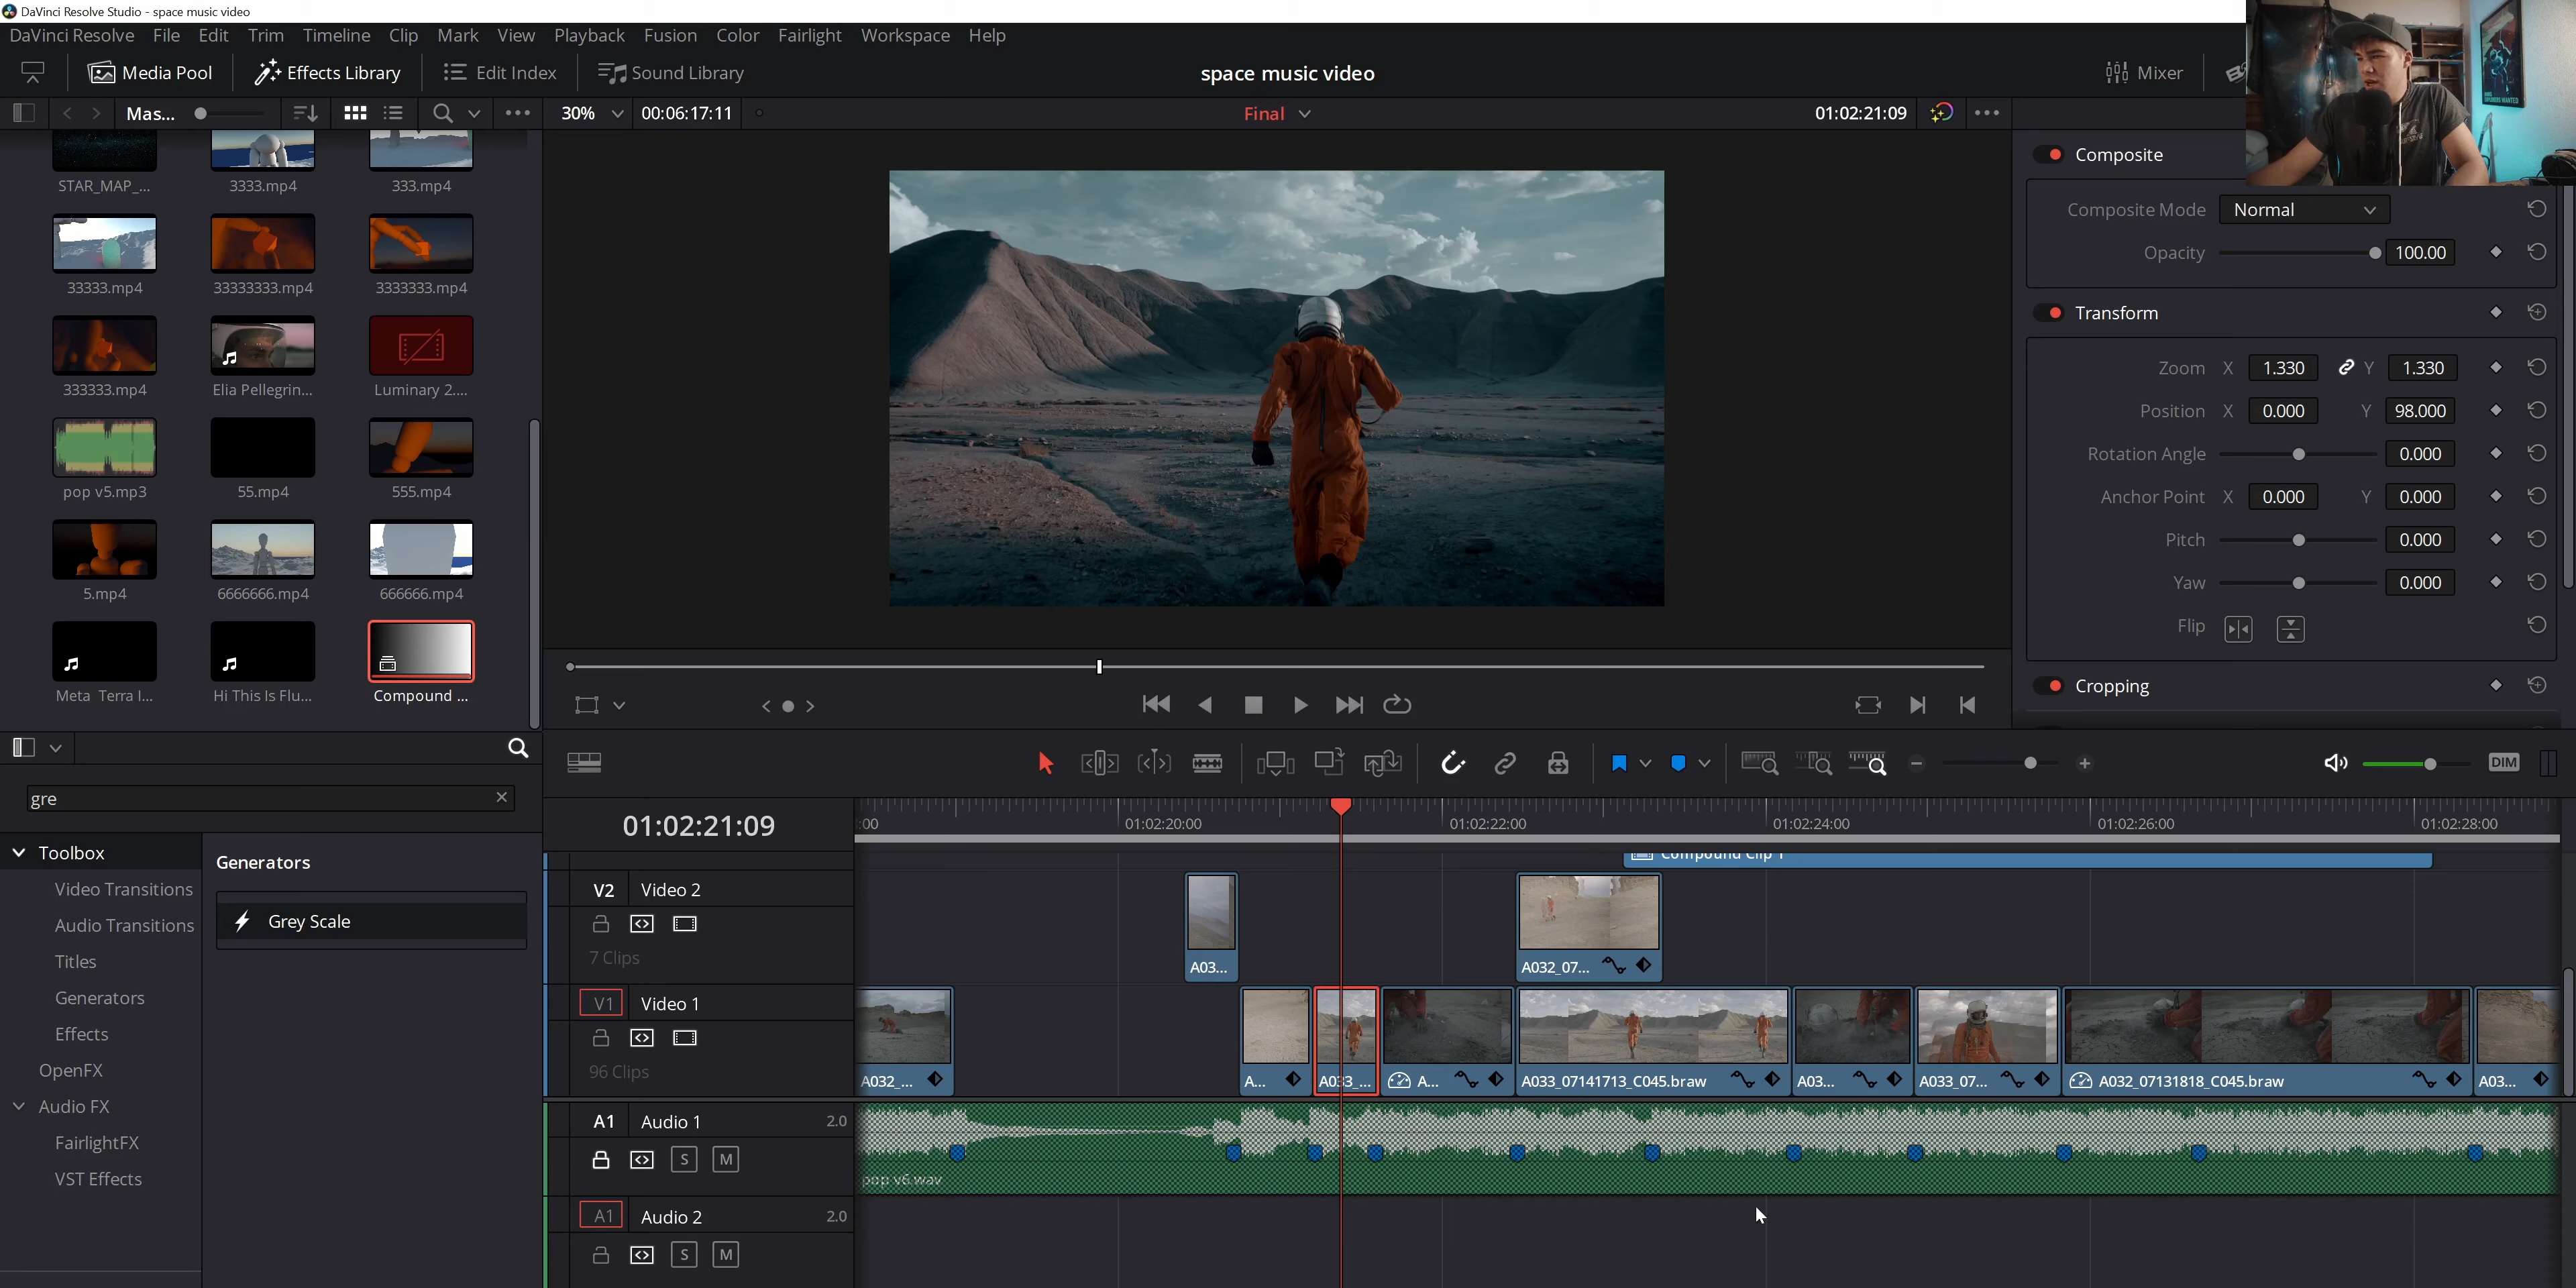 DaVinci Resolve Studio - space music video
DaVinci Resolve File Edit Trim Timeline Clip Mark View Playback Fusion Color Fairlight Workspace Help
Media Pool Effects Library Edit Index Sound Library space music video Mixer
Mas... 30% 00:06:17:11 Final 01:02:21:09
STAR_MAP_... 3333.mp4 333.mp4
33333.mp4 33333333.mp4 3333333.mp4
333333.mp4 Elia Pellegrin... Luminary 2....
pop v5.mp3 55.mp4 555.mp4
5.mp4 6666666.mp4 666666.mp4
Meta Terra I... Hi This Is Flu... Compound ...
Composite
Composite Mode Normal
Opacity 100.00
Transform
Zoom X 1.330 Y 1.330
Position X 0.000 Y 98.000
Rotation Angle 0.000
Anchor Point X 0.000 Y 0.000
Pitch 0.000
Yaw 0.000
Flip
Cropping
gre
Toolbox
Video Transitions
Audio Transitions
Titles
Generators
Effects
OpenFX
Audio FX
FairlightFX
VST Effects
Generators
Grey Scale
DIM
01:02:21:09
:00 01:02:20:00 01:02:22:00 01:02:24:00 01:02:26:00 01:02:28:00
Compound Clip 1
V2 Video 2
7 Clips
A03... A032_07...
V1 Video 1
96 Clips
A032_... A... A033_... A... A033_07141713_C045.braw A03... A033_07... A032_07131818_C045.braw A03...
A1 Audio 1 2.0
S M
pop v6.wav
A1 Audio 2 2.0
S M